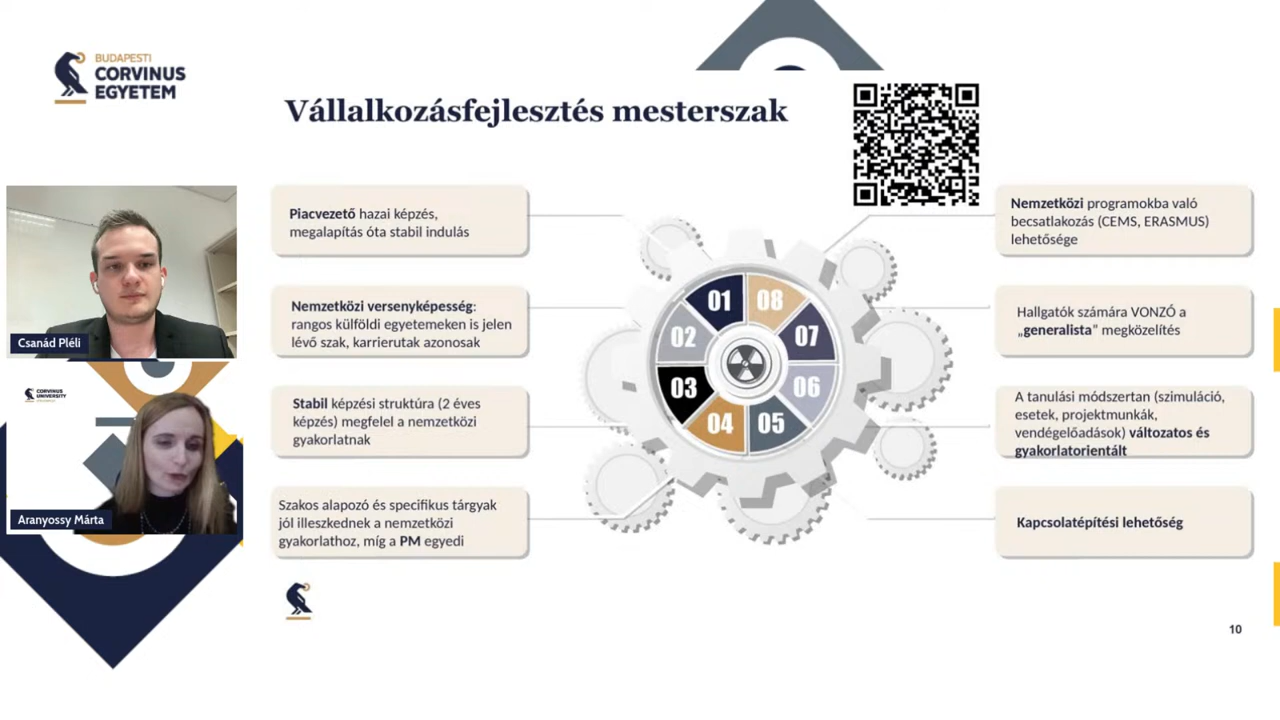 BUDAPESTI
CORVINUS
EGYETEM
Vállalkozásfejlesztés mesterszak
Piacvezető hazai képzés,
megalapítás óta stabil indulás
Nemzetközi versenyképesség:
rangos külföldi egyetemeken is jelen
lévő szak, karrierutak azonosak
Stabil képzési struktúra (2 éves
képzés) megfelel a nemzetközi
gyakorlatnak
Szakos alapozó és specifikus tárgyak
jól illeszkednek a nemzetközi
gyakorlathoz, míg a PM egyedi
01
08
02
07
03
06
04
05
Nemzetközi programokba való
becsatlakozás (CEMS, ERASMUS)
lehetősége
Hallgatók számára VONZÓ a
„generalista” megközelítés
A tanulási módszertan (szimuláció,
esetek, projektmunkák,
vendégelőadások) változatos és
gyakorlatorientált
Kapcsolatépítési lehetőség
Csanád Pléli
CORVINUS
UNIVERSITY
Aranyossy Márta
10